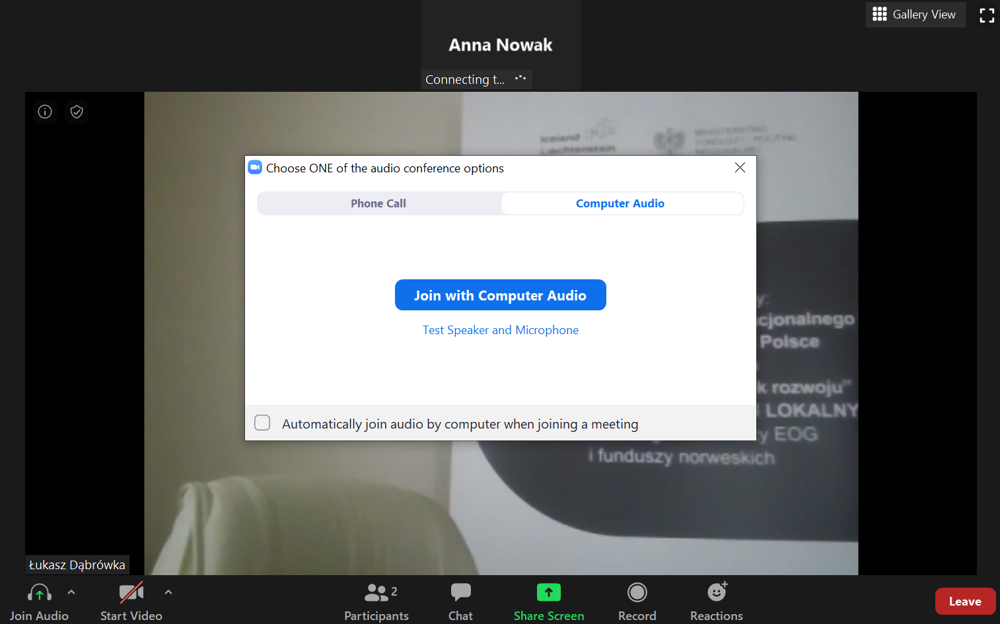 Gallery View
Anna Nowak
Connecting t...
Iceland
Liechtenstein
MINISTERSTWO
FUNDUSZY I POLITYKI
REGIONALNEJ
Choose ONE of the audio conference options
Phone Call
Computer Audio
Join with Computer Audio
Test Speaker and Microphone
Automatically join audio by computer when joining a meeting
y:
cjonalnego
Polsce
k rozwoju"
LOKALNY
y EOG
i funduszy norweskich
Łukasz Dąbrówka
Join Audio
Start Video
2
Participants
Chat
Share Screen
Record
Reactions
Leave